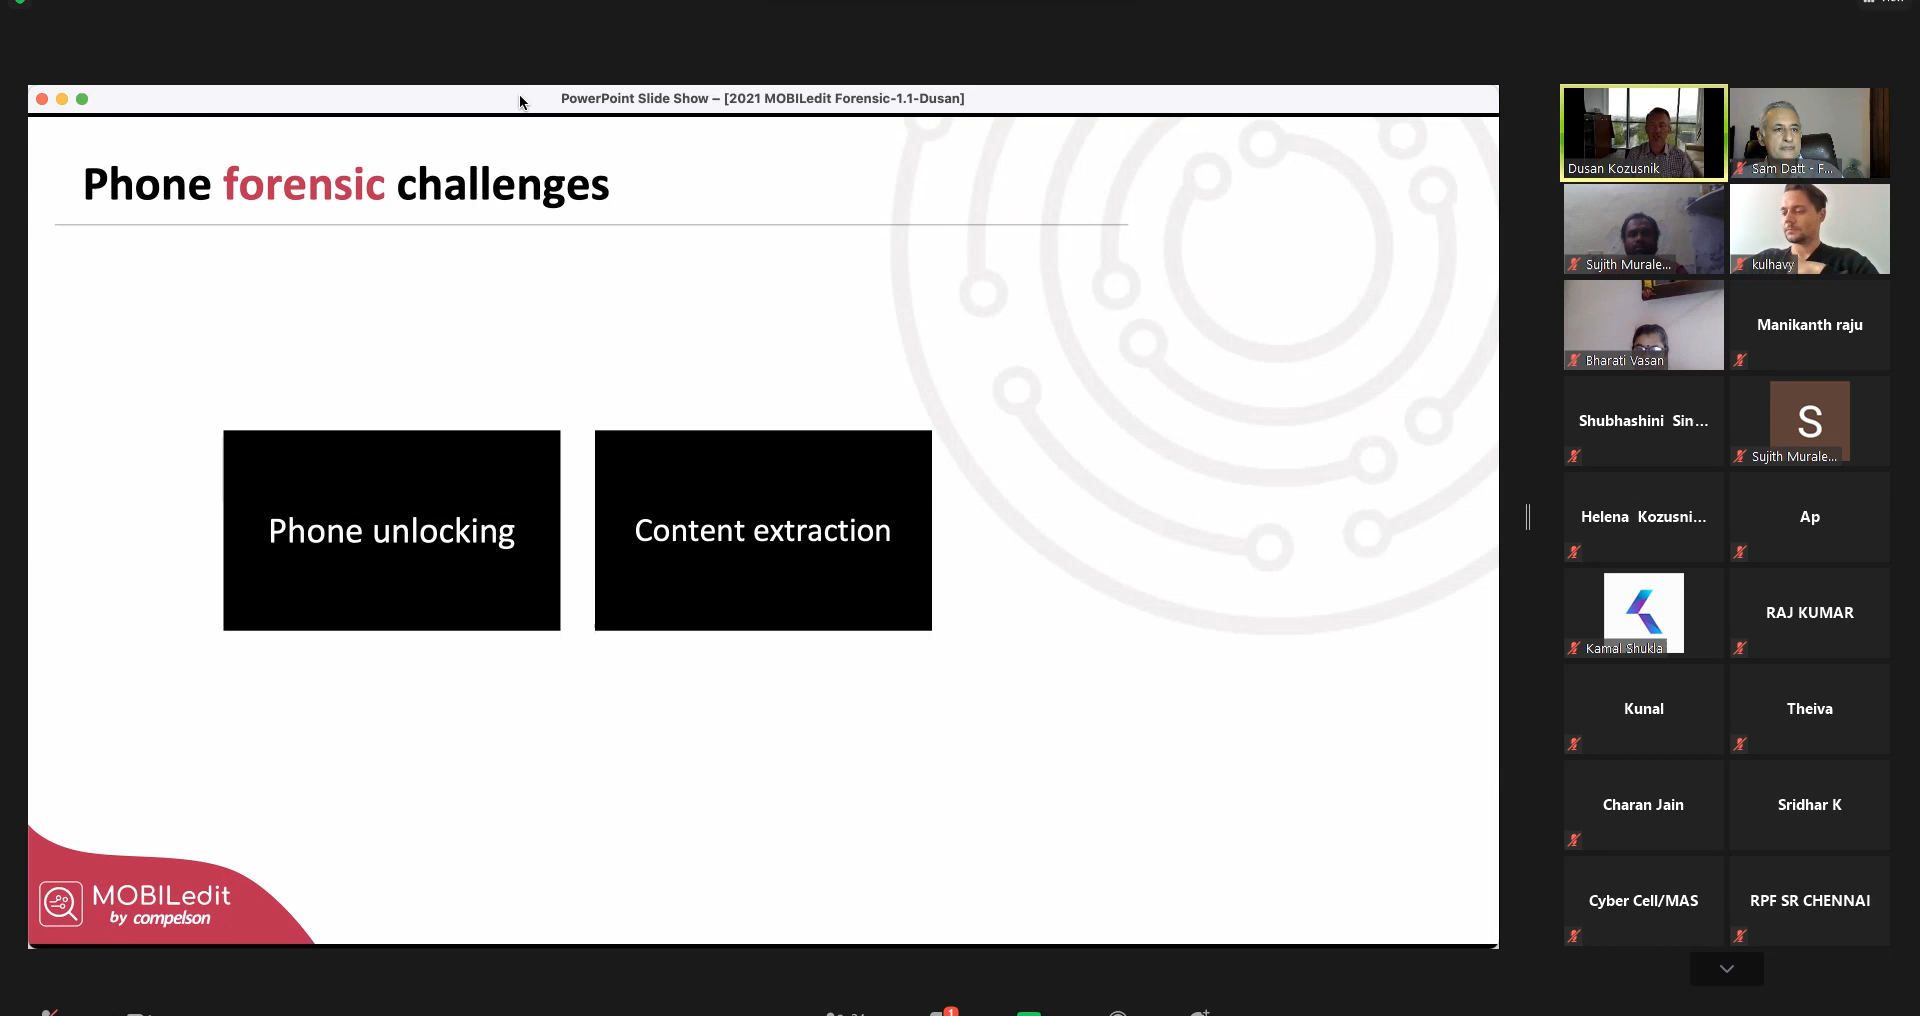 PowerPoint Slide Show – [2021 MOBILedit Forensic-1.1-Dusan]
Phone forensic challenges
Phone unlocking
Content extraction
MOBILedit
by compelson
Dusan Kozusnik
Sam Datt - F...
Sujith Murale...
kulhavy
Bharati Vasan
Manikanth raju
Shubhashini Sin...
S
Sujith Murale...
Helena Kozusni...
Ap
Kamal Shukla
RAJ KUMAR
Kunal
Theiva
Charan Jain
Sridhar K
Cyber Cell/MAS
RPF SR CHENNAI
1